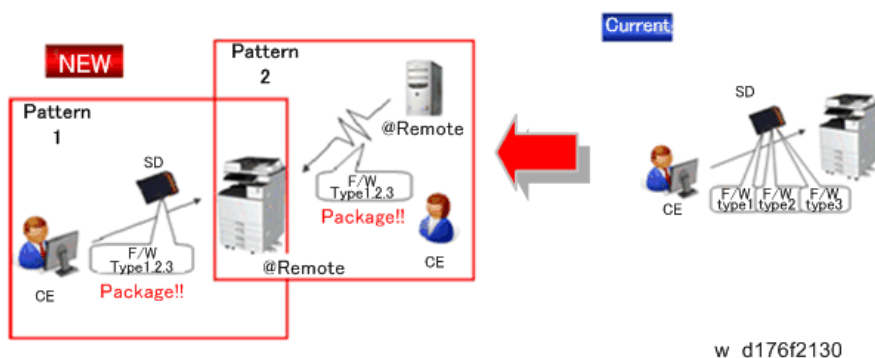 NEW
Pattern
1
SD
F/W
Type1.2.3
Package!!
CE
Pattern
2
@Remote
F/W
Type1.2.3
Package!!
CE
@Remote
Current
SD
CE
F/W
type1
F/W
type2
F/W
type3
w_d176f2130